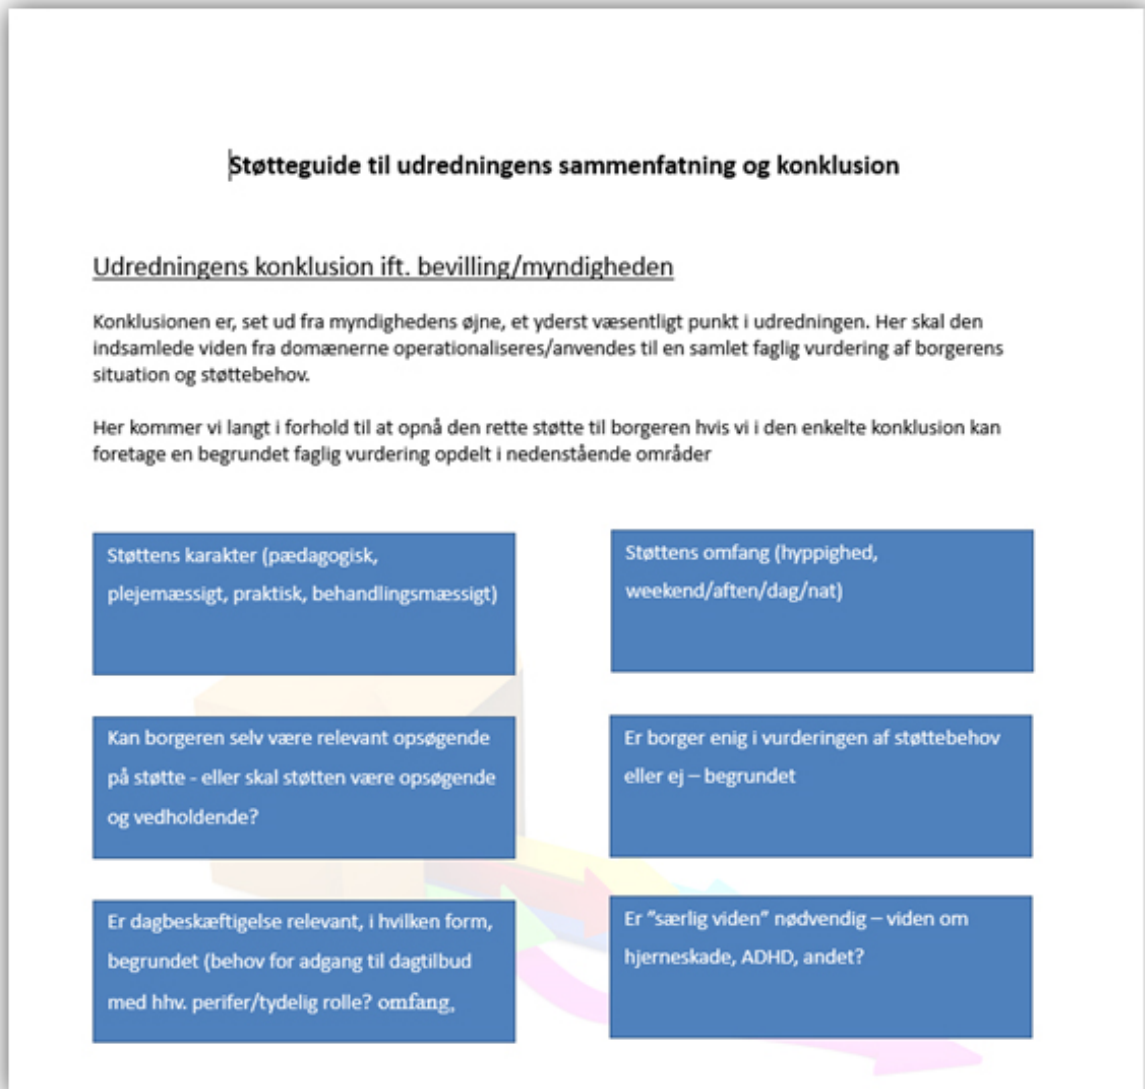 Støtteguide til udredningens sammenfatning og konklusion
Udredningens konklusion ift. bevilling/myndigheden
Konklusionen er, set ud fra myndighedens øjne, et yderst væsentligt punkt i udredningen. Her skal den
indsamlede viden fra domænerne operationaliseres/anvendes til en samlet faglig vurdering af borgerens
situation og støttebehov.
Her kommer vi langt i forhold til at opnå den rette støtte til borgeren hvis vi i den enkelte konklusion kan
foretage en begrundet faglig vurdering opdelt i nedenstående områder
Støttens karakter (pædagogisk,
plejemæssigt, praktisk, behandlingsmæssigt)
Støttens omfang (hyppighed,
weekend/aften/dag/nat)
Kan borgeren selv være relevant opsøgende
på støtte - eller skal støtten være opsøgende
og vedholdende?
Er borger enig i vurderingen af støttebehov
eller ej – begrundet
Er dagbeskæftigelse relevant, i hvilken form,
begrundet (behov for adgang til dagtilbud
med hhv. perifer/tydelig rolle? omfang,
Er ”særlig viden” nødvendig – viden om
hjerneskade, ADHD, andet?